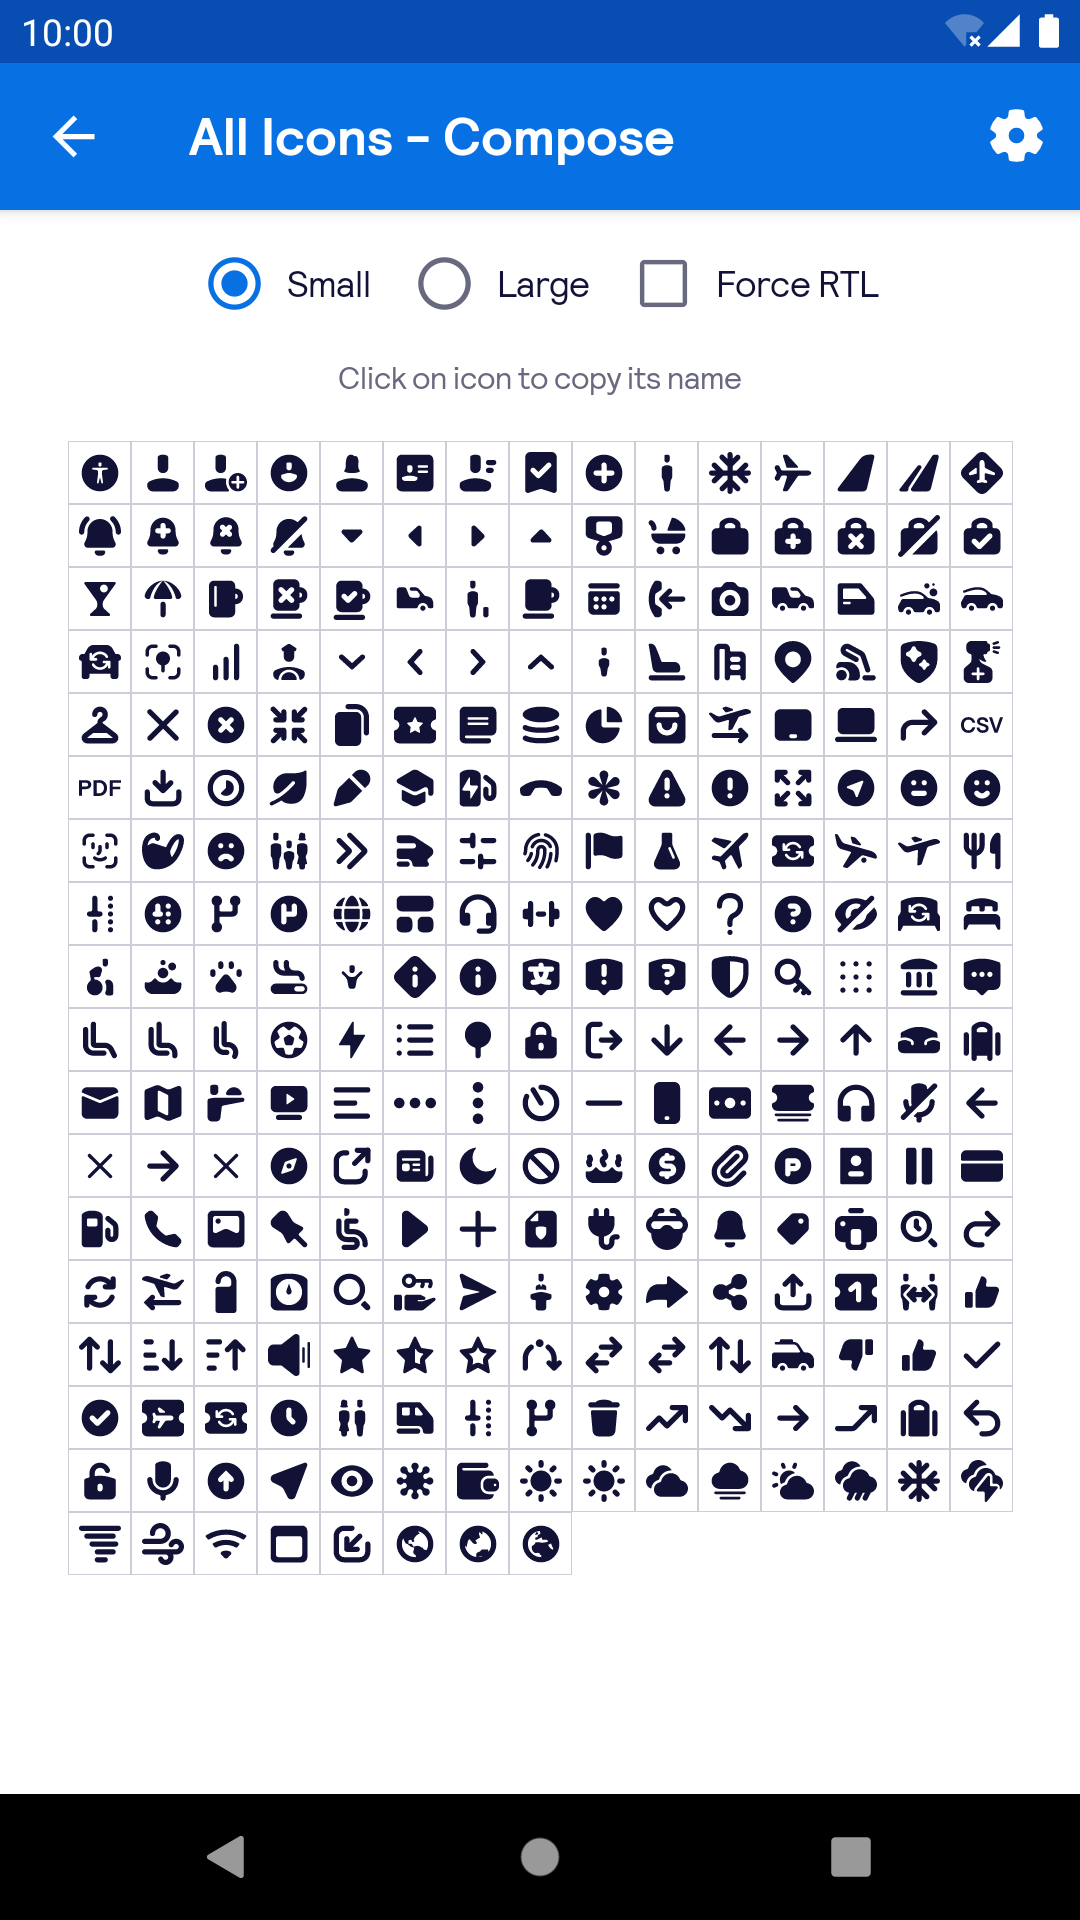 10:00
All Icons - Compose
Small Large Force RTL
Click on icon to copy its name
CSV
PDF